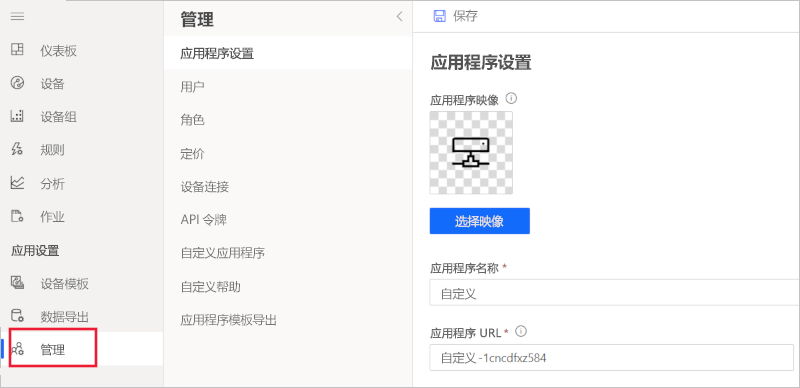 仪表板
设备
设备组
规则
分析
作业
应用设置
设备模板
数据导出
管理
管理
应用程序设置
用户
角色
定价
设备连接
API 令牌
自定义应用程序
自定义帮助
应用程序模板导出
保存
应用程序设置
应用程序映像
选择映像
应用程序名称 *
自定义
应用程序 URL *
自定义 -1cncdfxz584